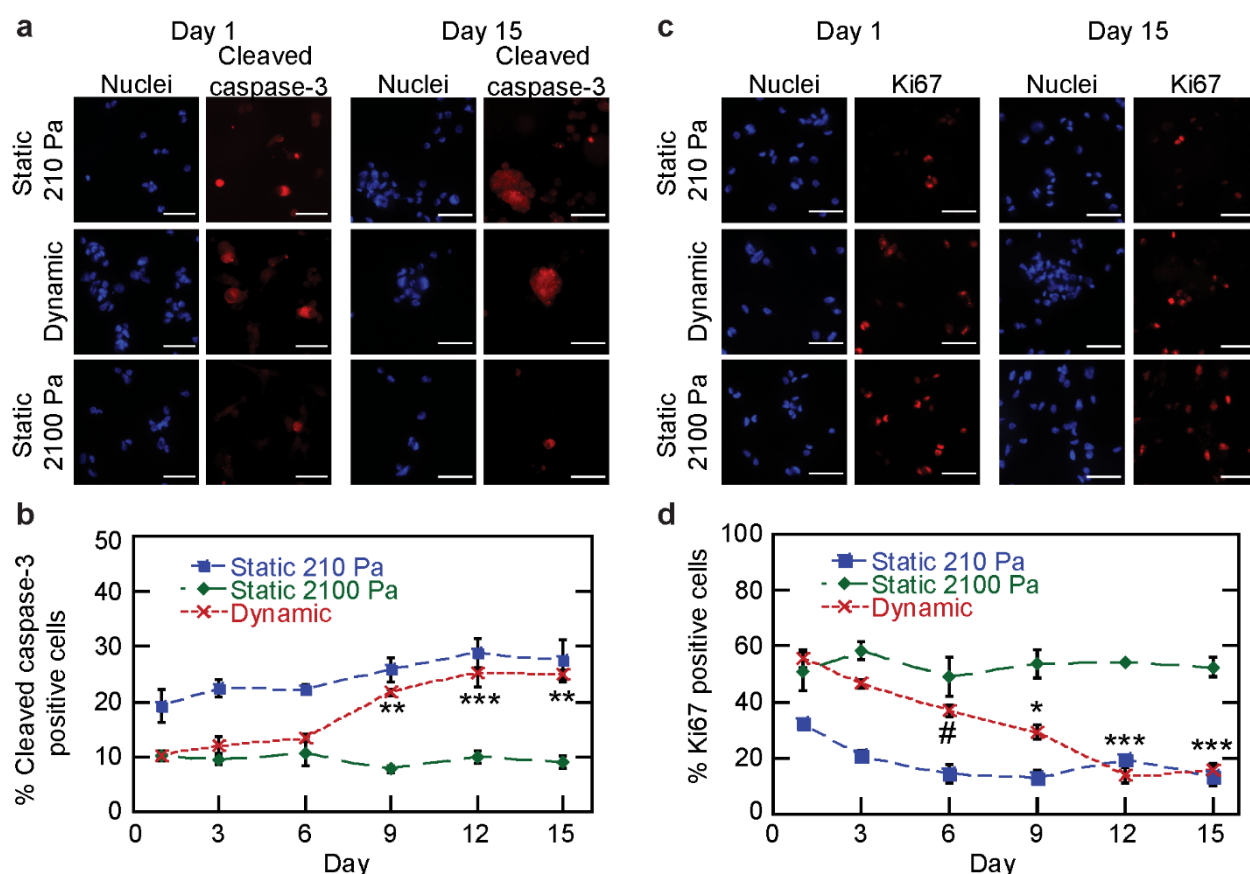 a
Day 1
Day 15
Nuclei
Cleaved
caspase-3
Nuclei
Cleaved
caspase-3
Static
210 Pa
Dynamic
Static
2100 Pa
b
50
40
30
20
10
0
% Cleaved caspase-3
positive cells
Static 210 Pa
Static 2100 Pa
Dynamic
**
***
**
0
3
6
9
12
15
Day
c
Day 1
Day 15
Nuclei
Ki67
Nuclei
Ki67
Static
210 Pa
Dynamic
Static
2100 Pa
d
100
80
60
40
20
0
% Ki67 positive cells
Static 210 Pa
Static 2100 Pa
Dynamic
#
*
***
***
0
3
6
9
12
15
Day